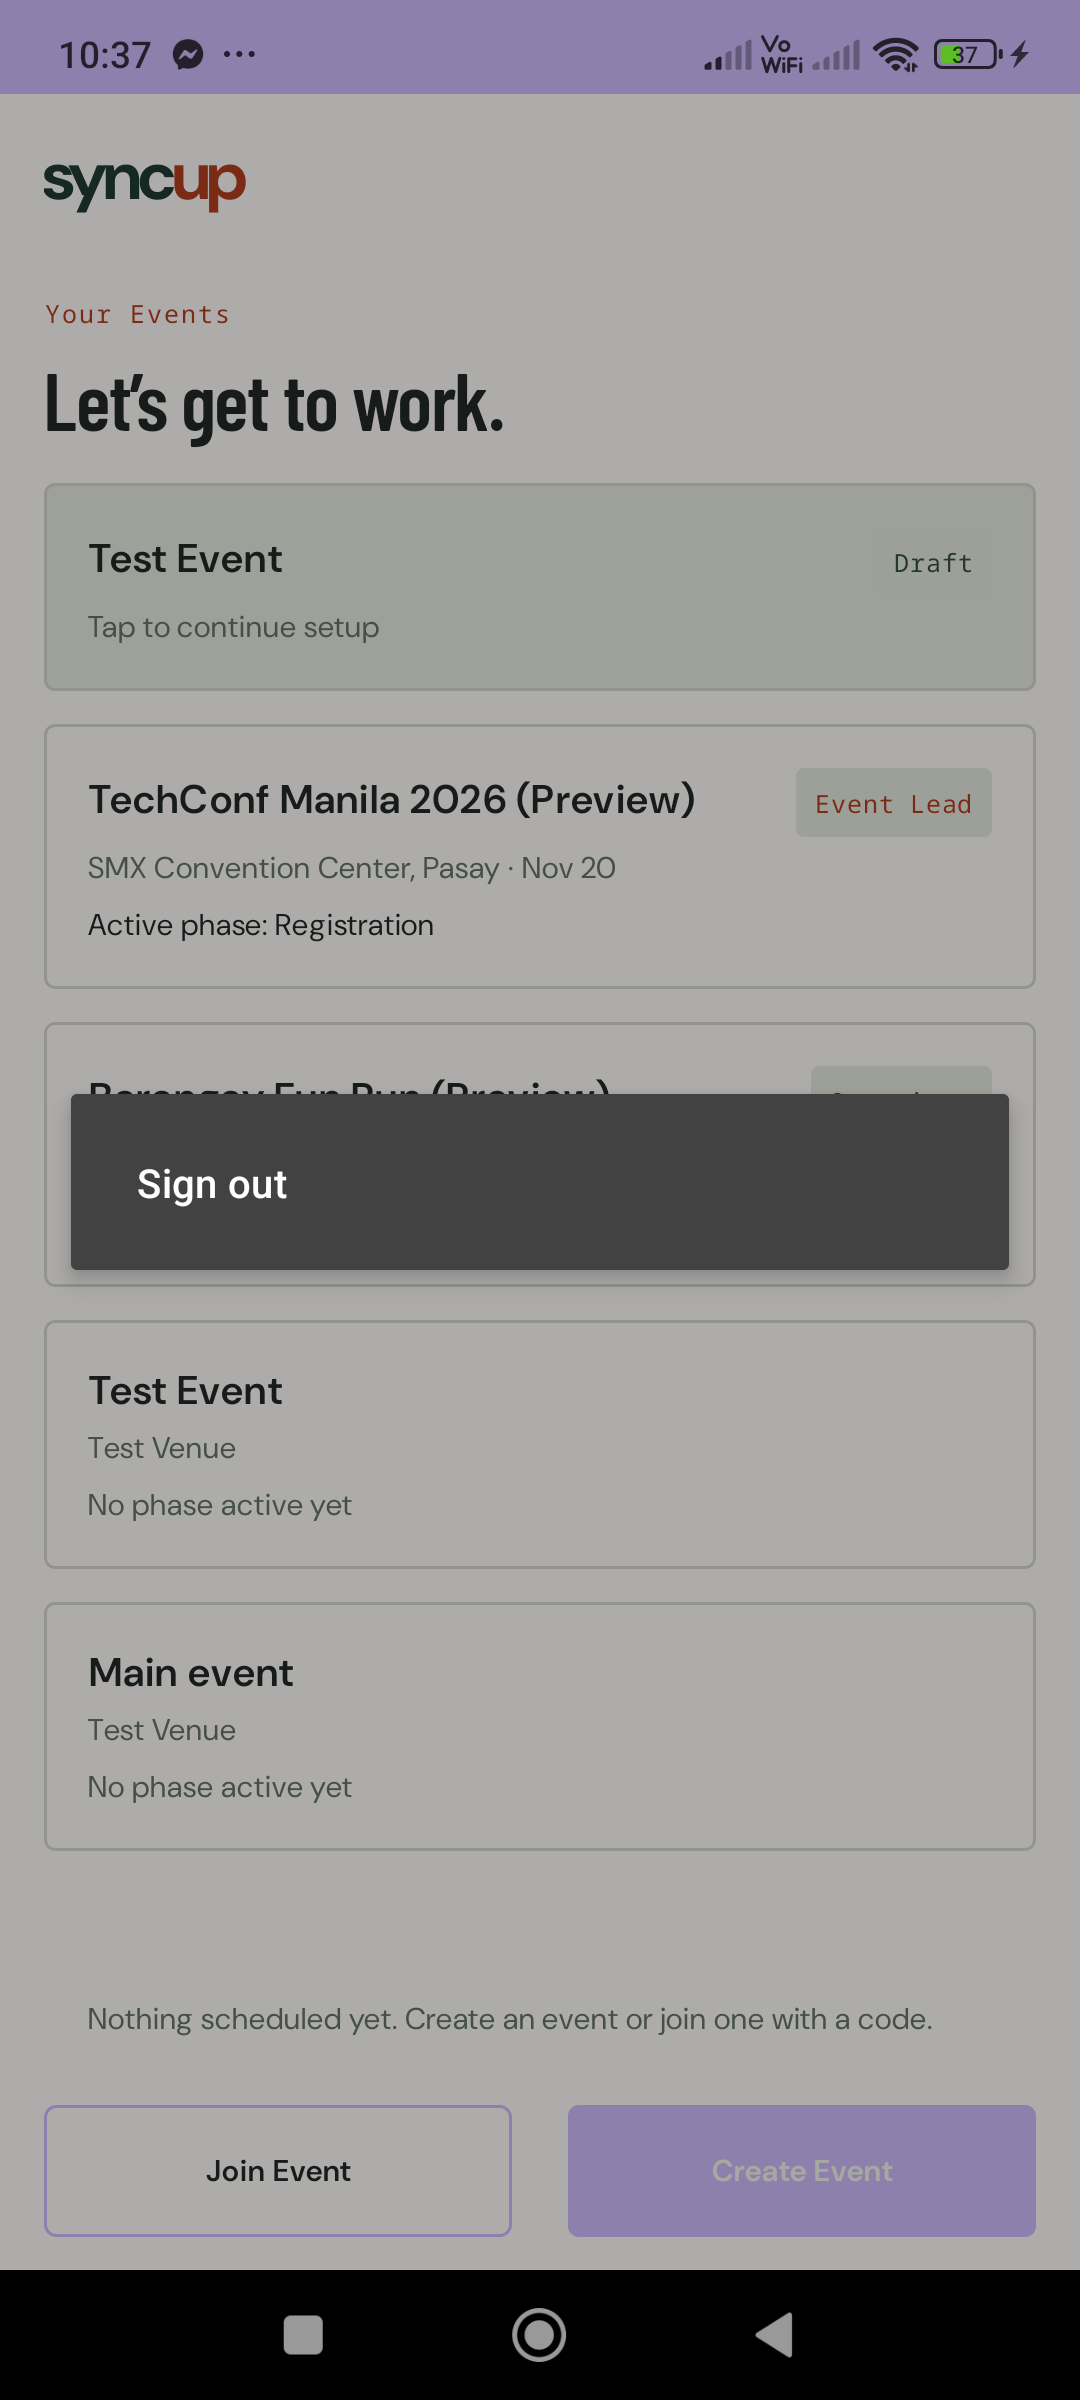 10:37
Vo
WiFi
37
syncup
Your Events
Let's get to work.
Test Event
Draft
Tap to continue setup
TechConf Manila 2026 (Preview)
Event Lead
SMX Convention Center, Pasay · Nov 20
Active phase: Registration
Fun Run (Preview)
Sign out
Test Event
Test Venue
No phase active yet
Main event
Test Venue
No phase active yet
Nothing scheduled yet. Create an event or join one with a code.
Join Event
Create Event